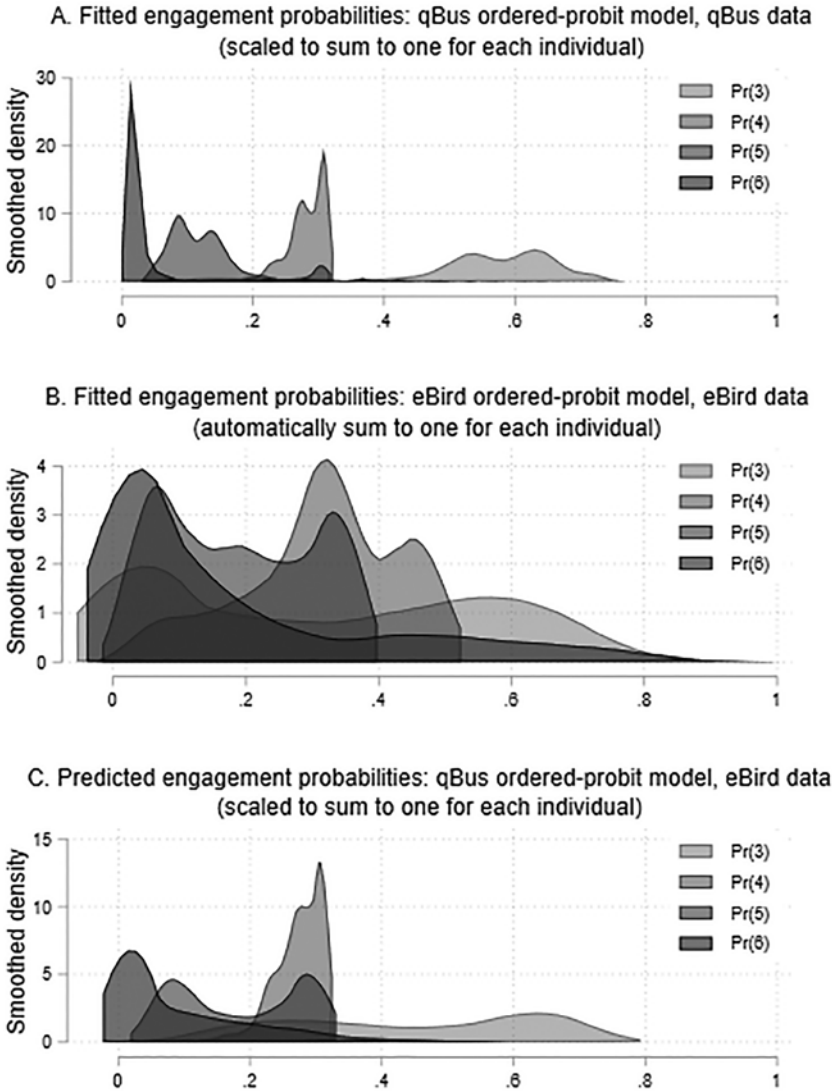 A. Fitted engagement probabilities: qBus ordered-probit model, qBus data
(scaled to sum to one for each individual)
Smoothed density
30
20
10
0
Pr(3)
Pr(4)
Pr(5)
Pr(6)
0 .2 .4 .6 .8 1
B. Fitted engagement probabilities: eBird ordered-probit model, eBird data
(automatically sum to one for each individual)
Smoothed density
4
3
2
1
0
Pr(3)
Pr(4)
Pr(5)
Pr(6)
0 .2 .4 .6 .8 1
C. Predicted engagement probabilities: qBus ordered-probit model, eBird data
(scaled to sum to one for each individual)
Smoothed density
15
10
5
0
Pr(3)
Pr(4)
Pr(5)
Pr(6)
0 .2 .4 .6 .8 1